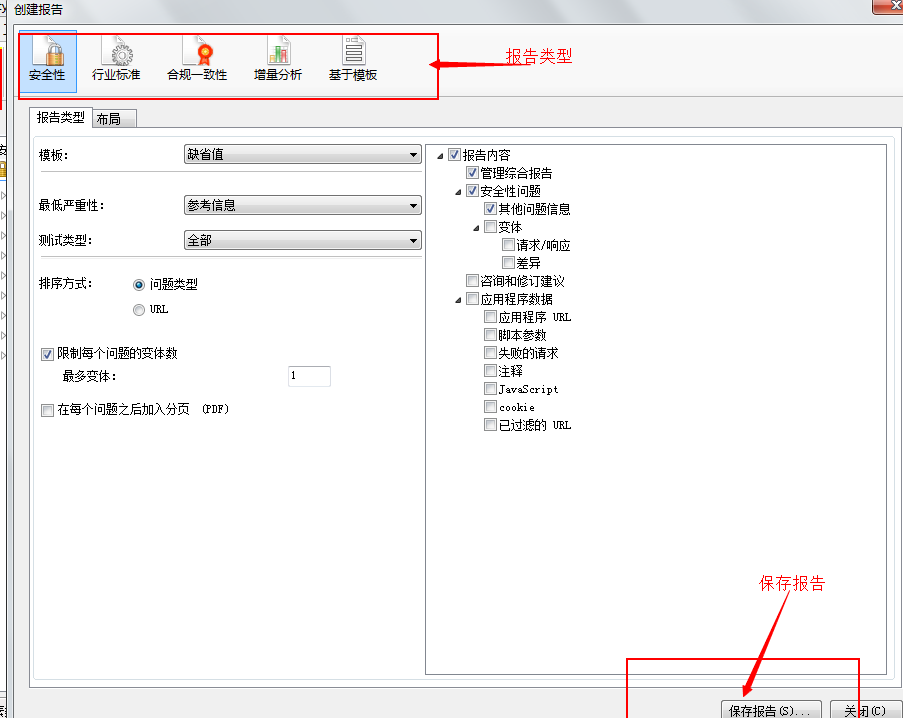 创建报告
安全性 行业标准 合规一致性 增量分析 基于模板
报告类型
报告类型 布局
模板: 缺省值
最低严重性: 参考信息
测试类型: 全部
排序方式: 问题类型
URL
限制每个问题的变体数
最多变体: 1
在每个问题之后加入分页 (PDF)
报告内容
管理综合报告
安全性问题
其他问题信息
变体
请求/响应
差异
咨询和修订建议
应用程序数据
应用程序 URL
脚本参数
失败的请求
注释
JavaScript
cookie
已过滤的 URL
保存报告
保存报告(S)... 关闭(C)